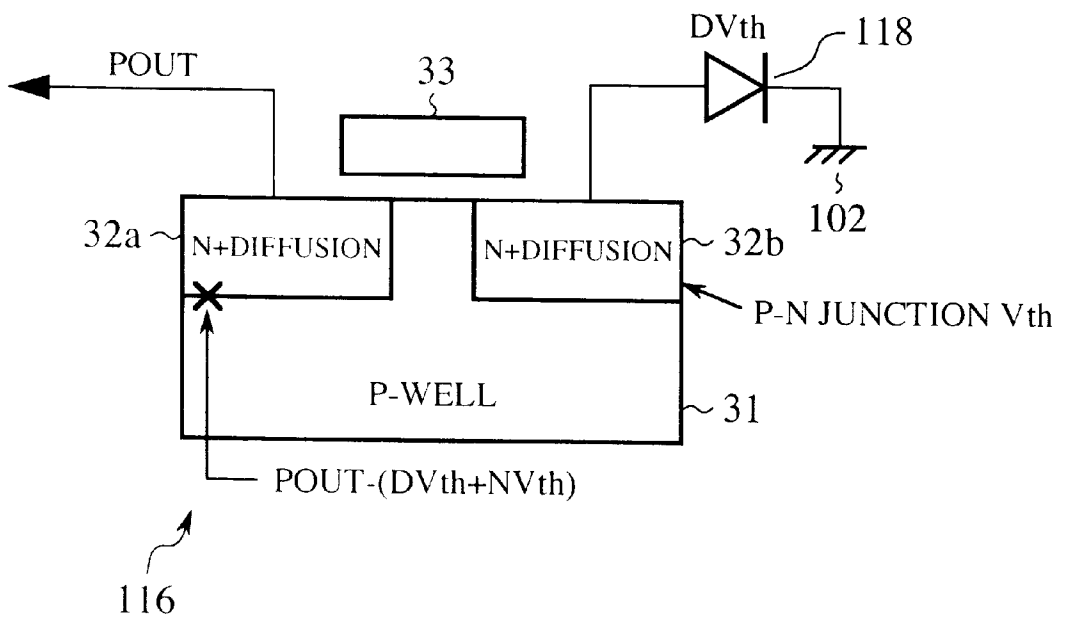 DVth
118
POUT
33
102
32a
N+DIFFUSION
N+DIFFUSION
32b
P-N JUNCTION Vth
P-WELL
31
POUT-(DVth+NVth)
116